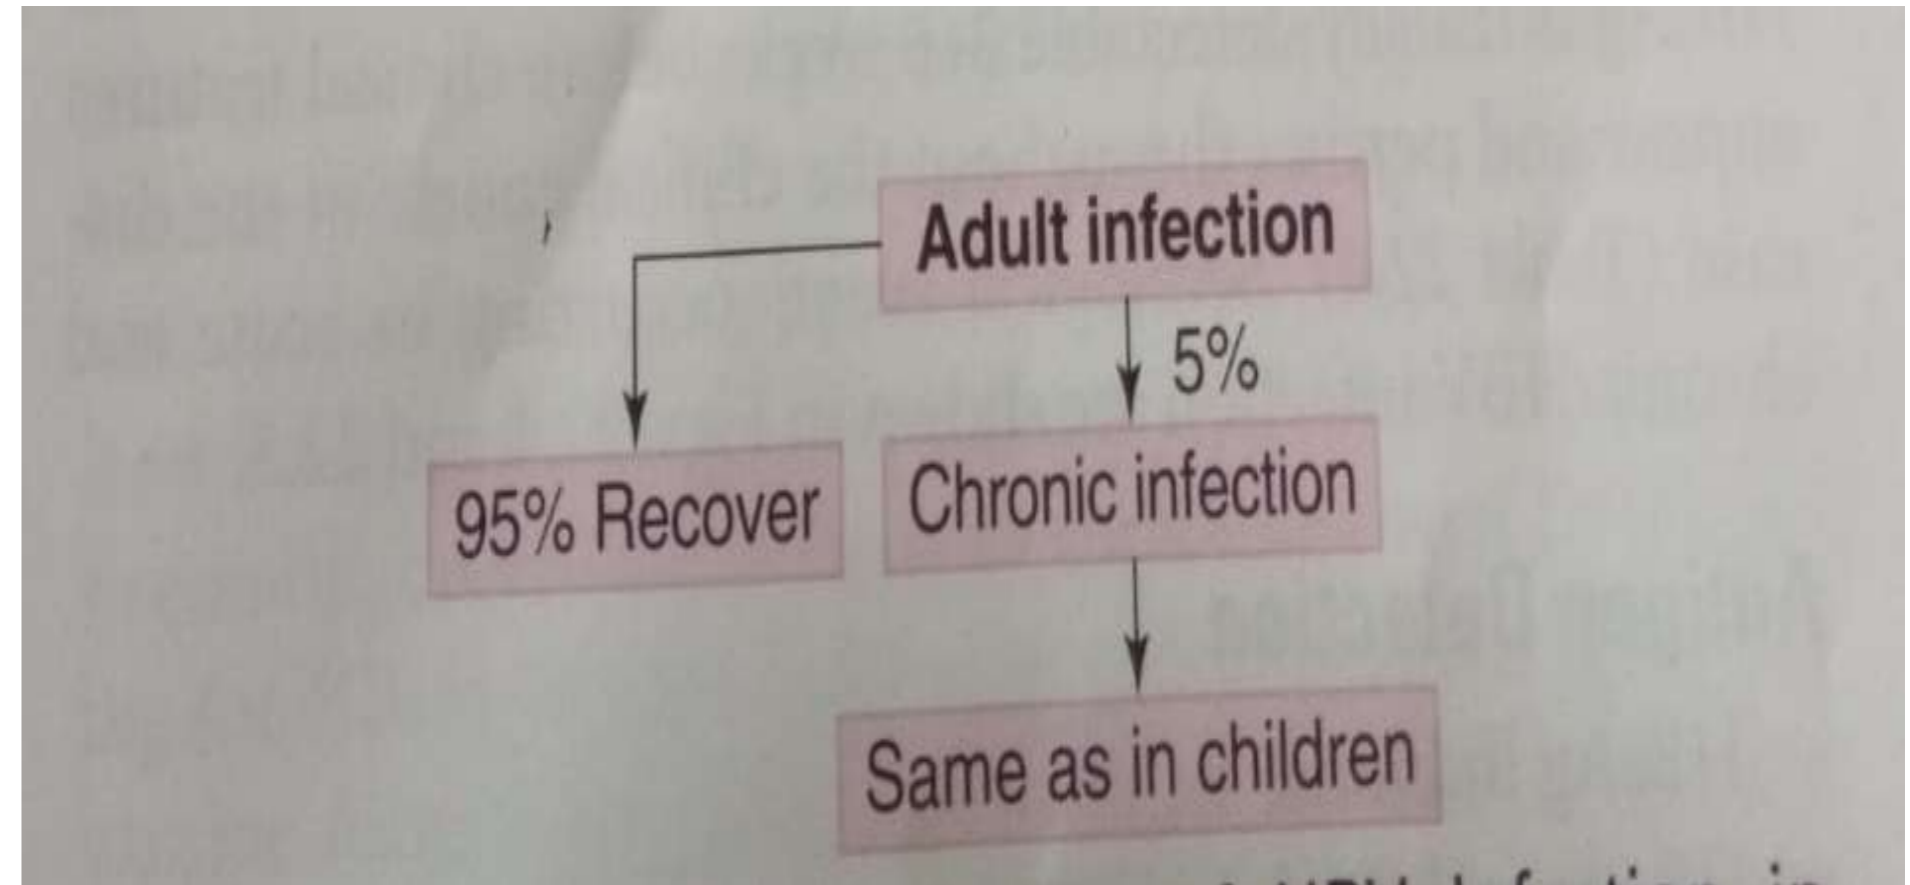 Adult infection
5%
95% Recover
Chronic infection
Same as in children